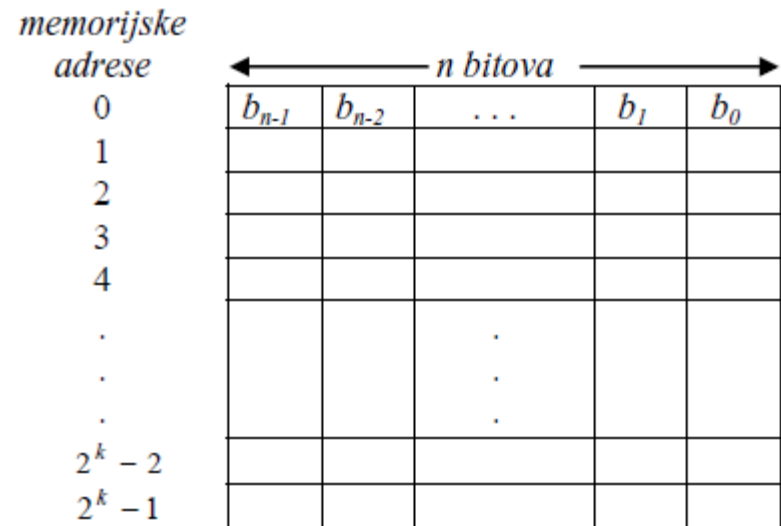 memorijske
adrese
n bitova
0 b_{n-1} b_{n-2} . . . b_1 b_0
1
2
3
4
. .
. .
. .
2^k − 2
2^k − 1